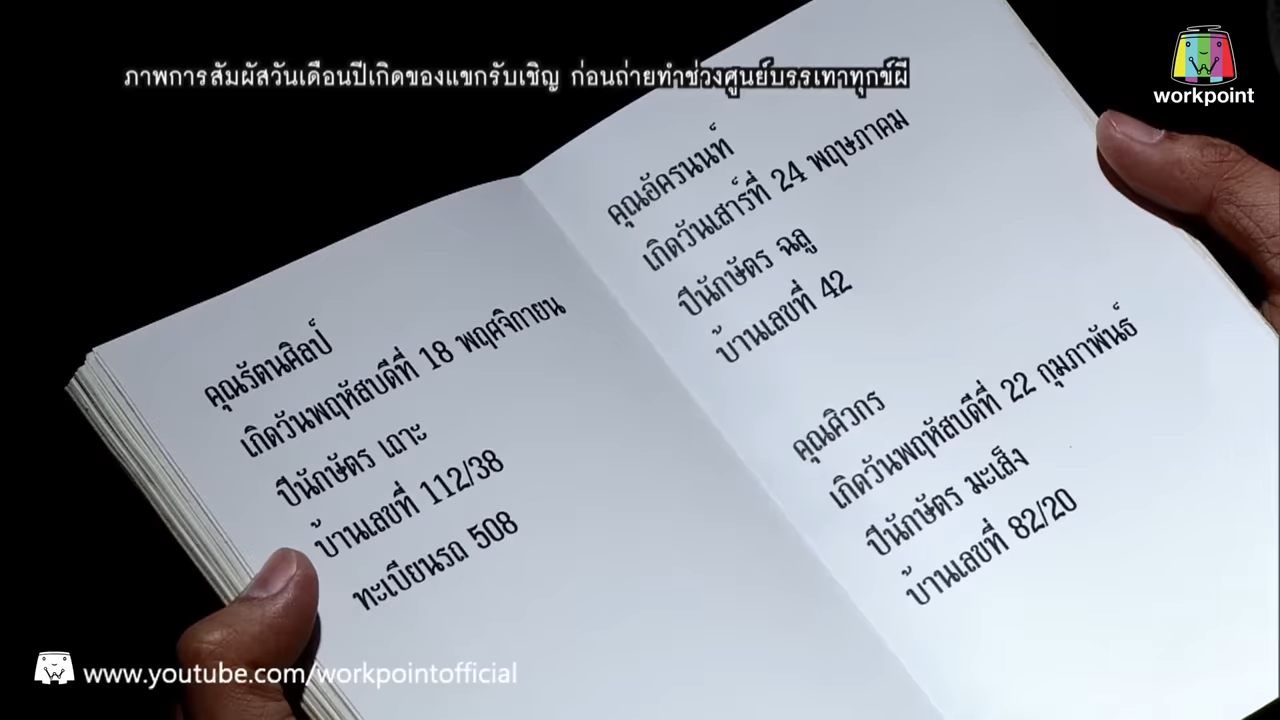 ภาพการสัมผัสวันเดือนปีเกิดของแขกรับเชิญ ก่อนถ่ายทำช่วงศูนย์บรรเทาทุกข์ผี
workpoint
คุณรัตนศิลป์
เกิดวันพฤหัสบดีที่ 18 พฤศจิกายน
ปีนักษัตร เถาะ
บ้านเลขที่ 112/38
ทะเบียนรถ 508
คุณอัครนนท์
เกิดวันเสาร์ที่ 24 พฤษภาคม
ปีนักษัตร ฉลู
บ้านเลขที่ 42
คุณศิวกร
เกิดวันพฤหัสบดีที่ 22 กุมภาพันธ์
ปีนักษัตร มะเส็ง
บ้านเลขที่ 82/20
www.youtube.com/workpointofficial